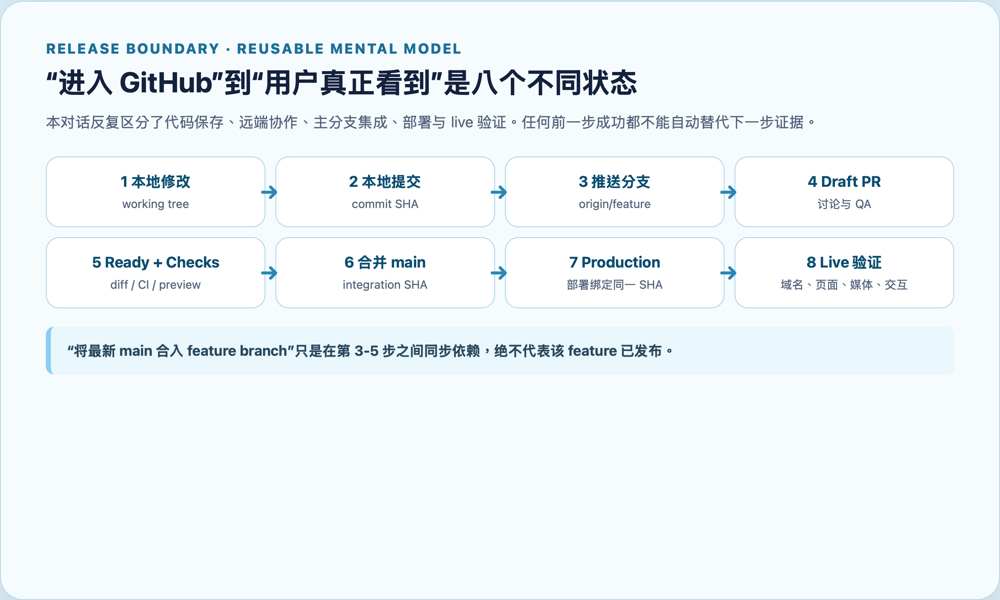 RELEASE BOUNDARY · REUSABLE MENTAL MODEL
“进入 GitHub”到“用户真正看到”是八个不同状态
本对话反复区分了代码保存、远端协作、主分支集成、部署与 live 验证。任何前一步成功都不能自动替代下一步证据。
1 本地修改
working tree
2 本地提交
commit SHA
3 推送分支
origin/feature
4 Draft PR
讨论与 QA
5 Ready + Checks
diff / CI / preview
6 合并 main
integration SHA
7 Production
部署绑定同一 SHA
8 Live 验证
域名、页面、媒体、交互
“将最新 main 合入 feature branch”只是在第 3-5 步之间同步依赖，绝不代表该 feature 已发布。